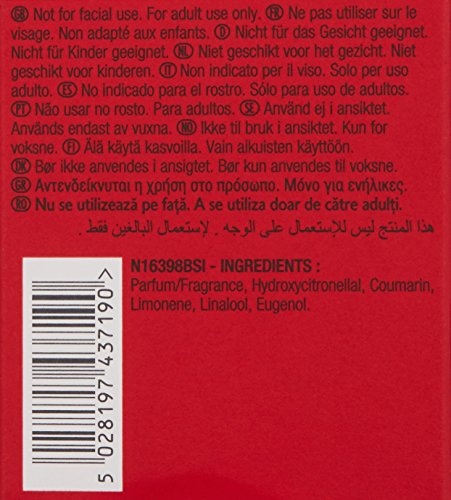 GB Not for facial use. For adult use only. FR Ne pas utiliser sur le
visage. Non adapté aux enfants. D Nicht für das Gesicht geeignet.
Nicht für Kinder geeignet. NL Niet geschikt voor het gezicht. Niet
geschikt voor kinderen. IT Non indicato per il viso. Solo per uso
adulto. ES No indicado para el rostro. Sólo para uso de adultos.
PT Não usar no rosto. Para adultos. SE Använd ej i ansiktet.
Används endast av vuxna. NO Ikke til bruk i ansiktet. Kun for
voksne. FI Älä käytä kasvoilla. Vain aikuisten käyttöön.
DK Bør ikke anvendes i ansigtet. Bør kun anvendes til voksne.
GR Αντενδείκνυται η χρήση στο πρόσωπο. Μόνο για ενήλικες.
RO Nu se utilizează pe față. A se utiliza doar de către adulți.
هذا المنتج ليس للإستعمال على الوجه . لإستعمال البالغين فقط .
N16398BSI - INGREDIENTS :
Parfum/Fragrance, Hydroxycitronellal, Coumarin,
Limonene, Linalool, Eugenol.
5 028197 437190 >